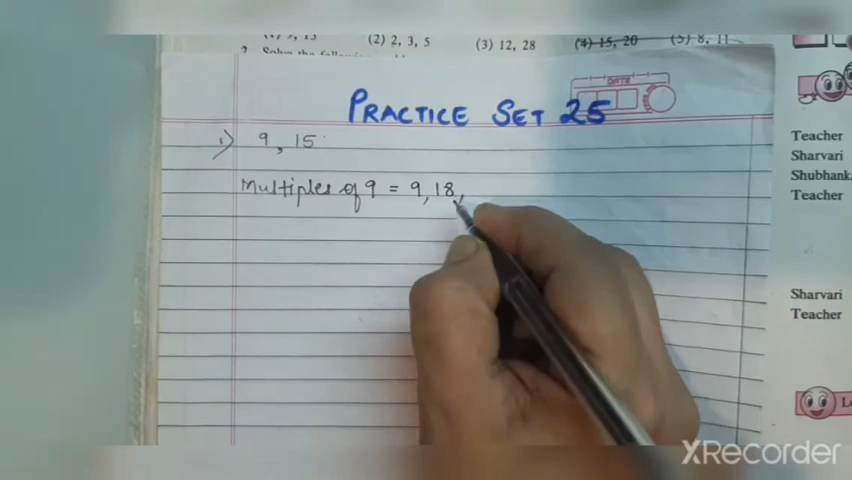 (2) 2, 3, 5 (3) 12, 28 (4) 15, 20 (5) 8, 11
DATE
PRACTICE SET 25
1) 9, 15
Multiples of 9 = 9, 18,
Teacher
Sharvari
Shubhank
Teacher
Sharvari
Teacher
XRecorder